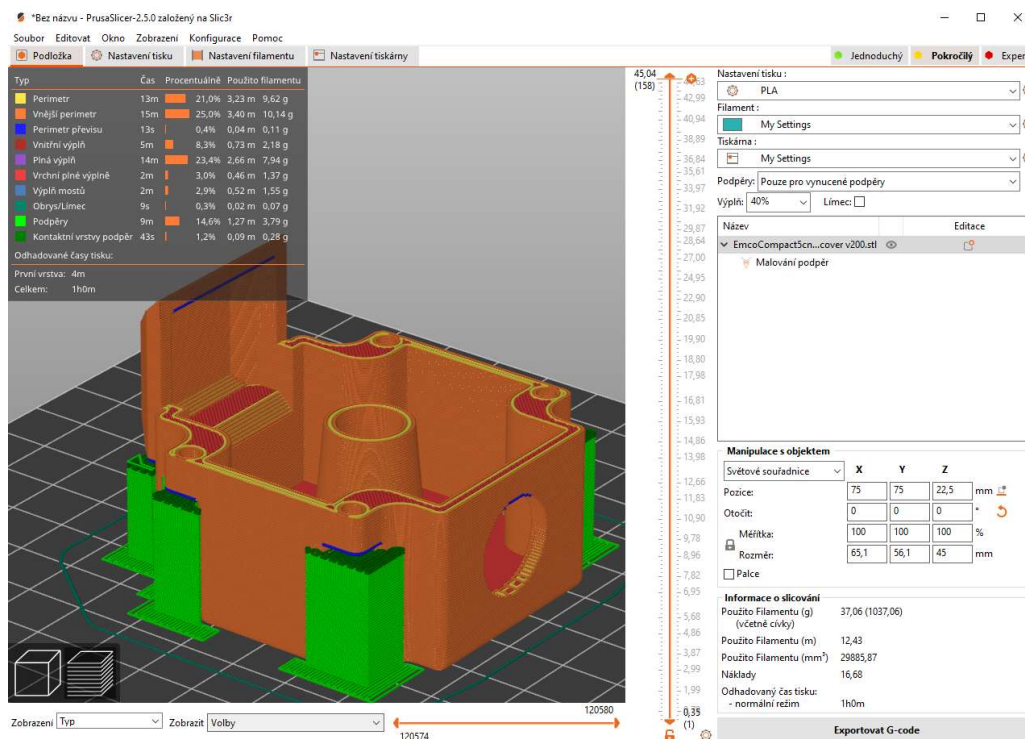 *Bez názvu - PrusaSlicer-2.5.0 založený na Slic3r
Soubor Editovat Okno Zobrazení Konfigurace Pomoc
Podložka Nastavení tisku Nastavení filamentu Nastavení tiskárny Jednoduchý Pokročilý Exper
Typ Čas Procentuálně Použito filamentu
Perimetr 13m 21,0% 3,23 m 9,62 g
Vnější perimetr 15m 25,0% 3,40 m 10,14 g
Perimetr převisu 13s 0,4% 0,04 m 0,11 g
Vnitřní výplň 5m 8,3% 0,73 m 2,18 g
Plná výplň 14m 23,4% 2,66 m 7,94 g
Vrchní plné výplně 2m 3,0% 0,46 m 1,37 g
Výplň mostů 2m 2,9% 0,52 m 1,55 g
Obrys/Límec 9s 0,3% 0,02 m 0,07 g
Podpěry 9m 14,6% 1,27 m 3,79 g
Kontaktní vrstvy podpěr 43s 1,2% 0,09 m 0,28 g
Odhadované časy tisku:
První vrstva: 4m
Celkem: 1h0m
45,04
(158)
42,99
40,94
38,89
36,84
35,61
33,97
31,92
29,87
28,64
27,00
24,95
22,90
21,85
19,90
18,80
17,98
16,81
15,93
14,86
13,98
12,66
11,83
10,90
9,78
8,96
7,82
6,95
5,68
4,86
3,87
2,99
1,99
0,35
(1)
Nastavení tisku :
PLA
Filament :
My Settings
Tiskárna :
My Settings
Podpěry: Pouze pro vynucené podpěry
Výplň: 40% Límec:
Název Editace
EmcoCompact5cn...cover v200.stl
Malování podpěr
Manipulace s objektem
Světové souřadnice X Y Z
Pozice: 75 75 22,5 mm
Otočit: 0 0 0 °
Měřítka: 100 100 100 %
Rozměr: 65,1 56,1 45 mm
Palce
Informace o slicování
Použito Filamentu (g) 37,06 (1037,06)
(včetně cívky)
Použito Filamentu (m) 12,43
Použito Filamentu (mm³) 29885,87
Náklady 16,68
Odhadovaný čas tisku:
- normální režim 1h0m
Exportovat G-code
Zobrazení Typ Zobrazit Volby
120580
120574